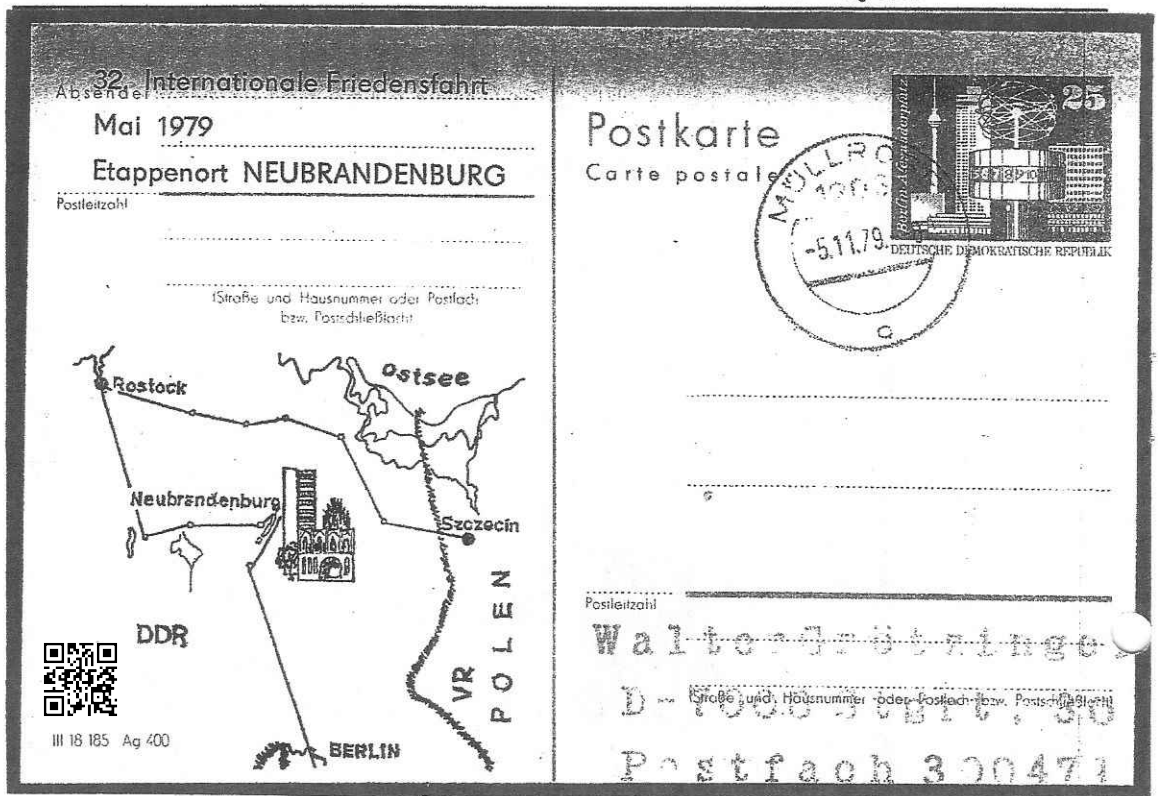 32. Internationale Friedensfahrt
Absender
Mai 1979
Etappenort NEUBRANDENBURG
Postleitzahl
(Straße und Hausnummer oder Postfach
bzw. Postschließfach)
Ostsee
Rostock
Neubrandenburg
Szczecin
DDR
VR POLEN
BERLIN
III 18 185 Ag 400
Postkarte
Carte postale
25
Berlin-Alexanderplatz
DEUTSCHE DEMOKRATISCHE REPUBLIK
-5.11.79.
Postleitzahl
(Straße und Hausnummer oder Postfach bzw. Postschließfach)
Postfach